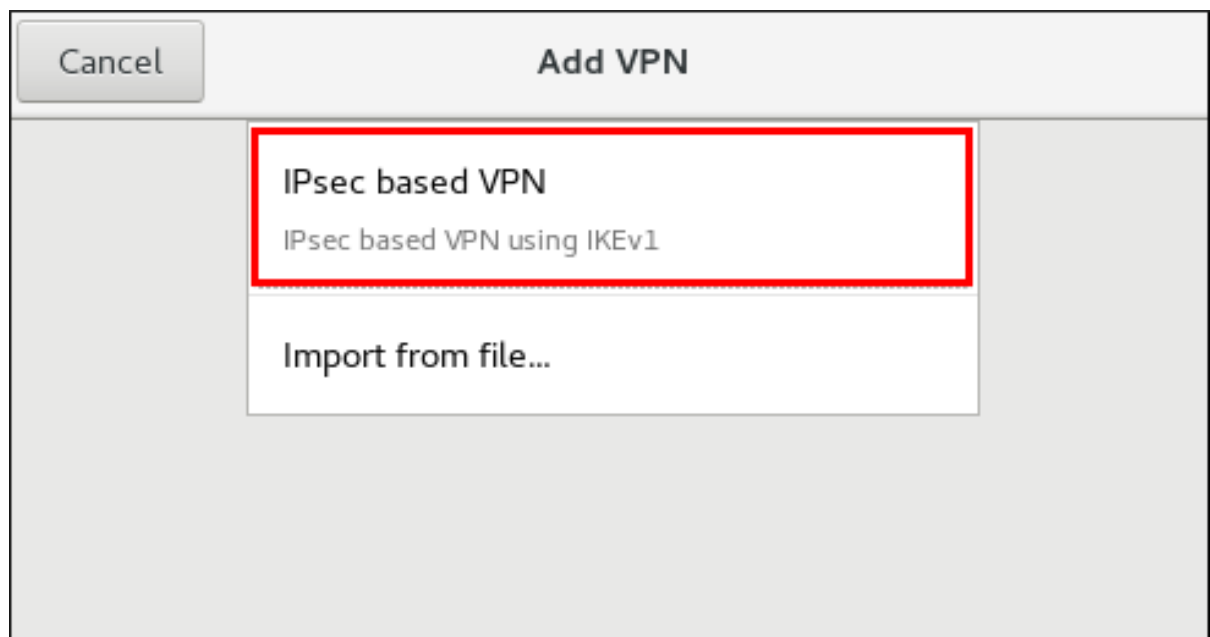 Cancel
Add VPN
IPsec based VPN
IPsec based VPN using IKEv1
Import from file...